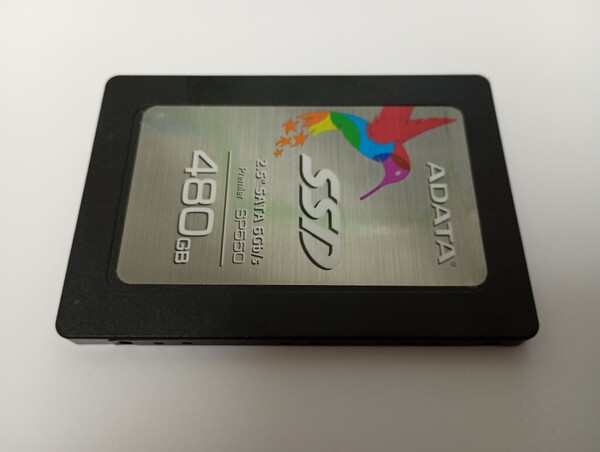 ADATA®
SSD
2.5" SATA 6Gb/s
Premier SP550
480GB